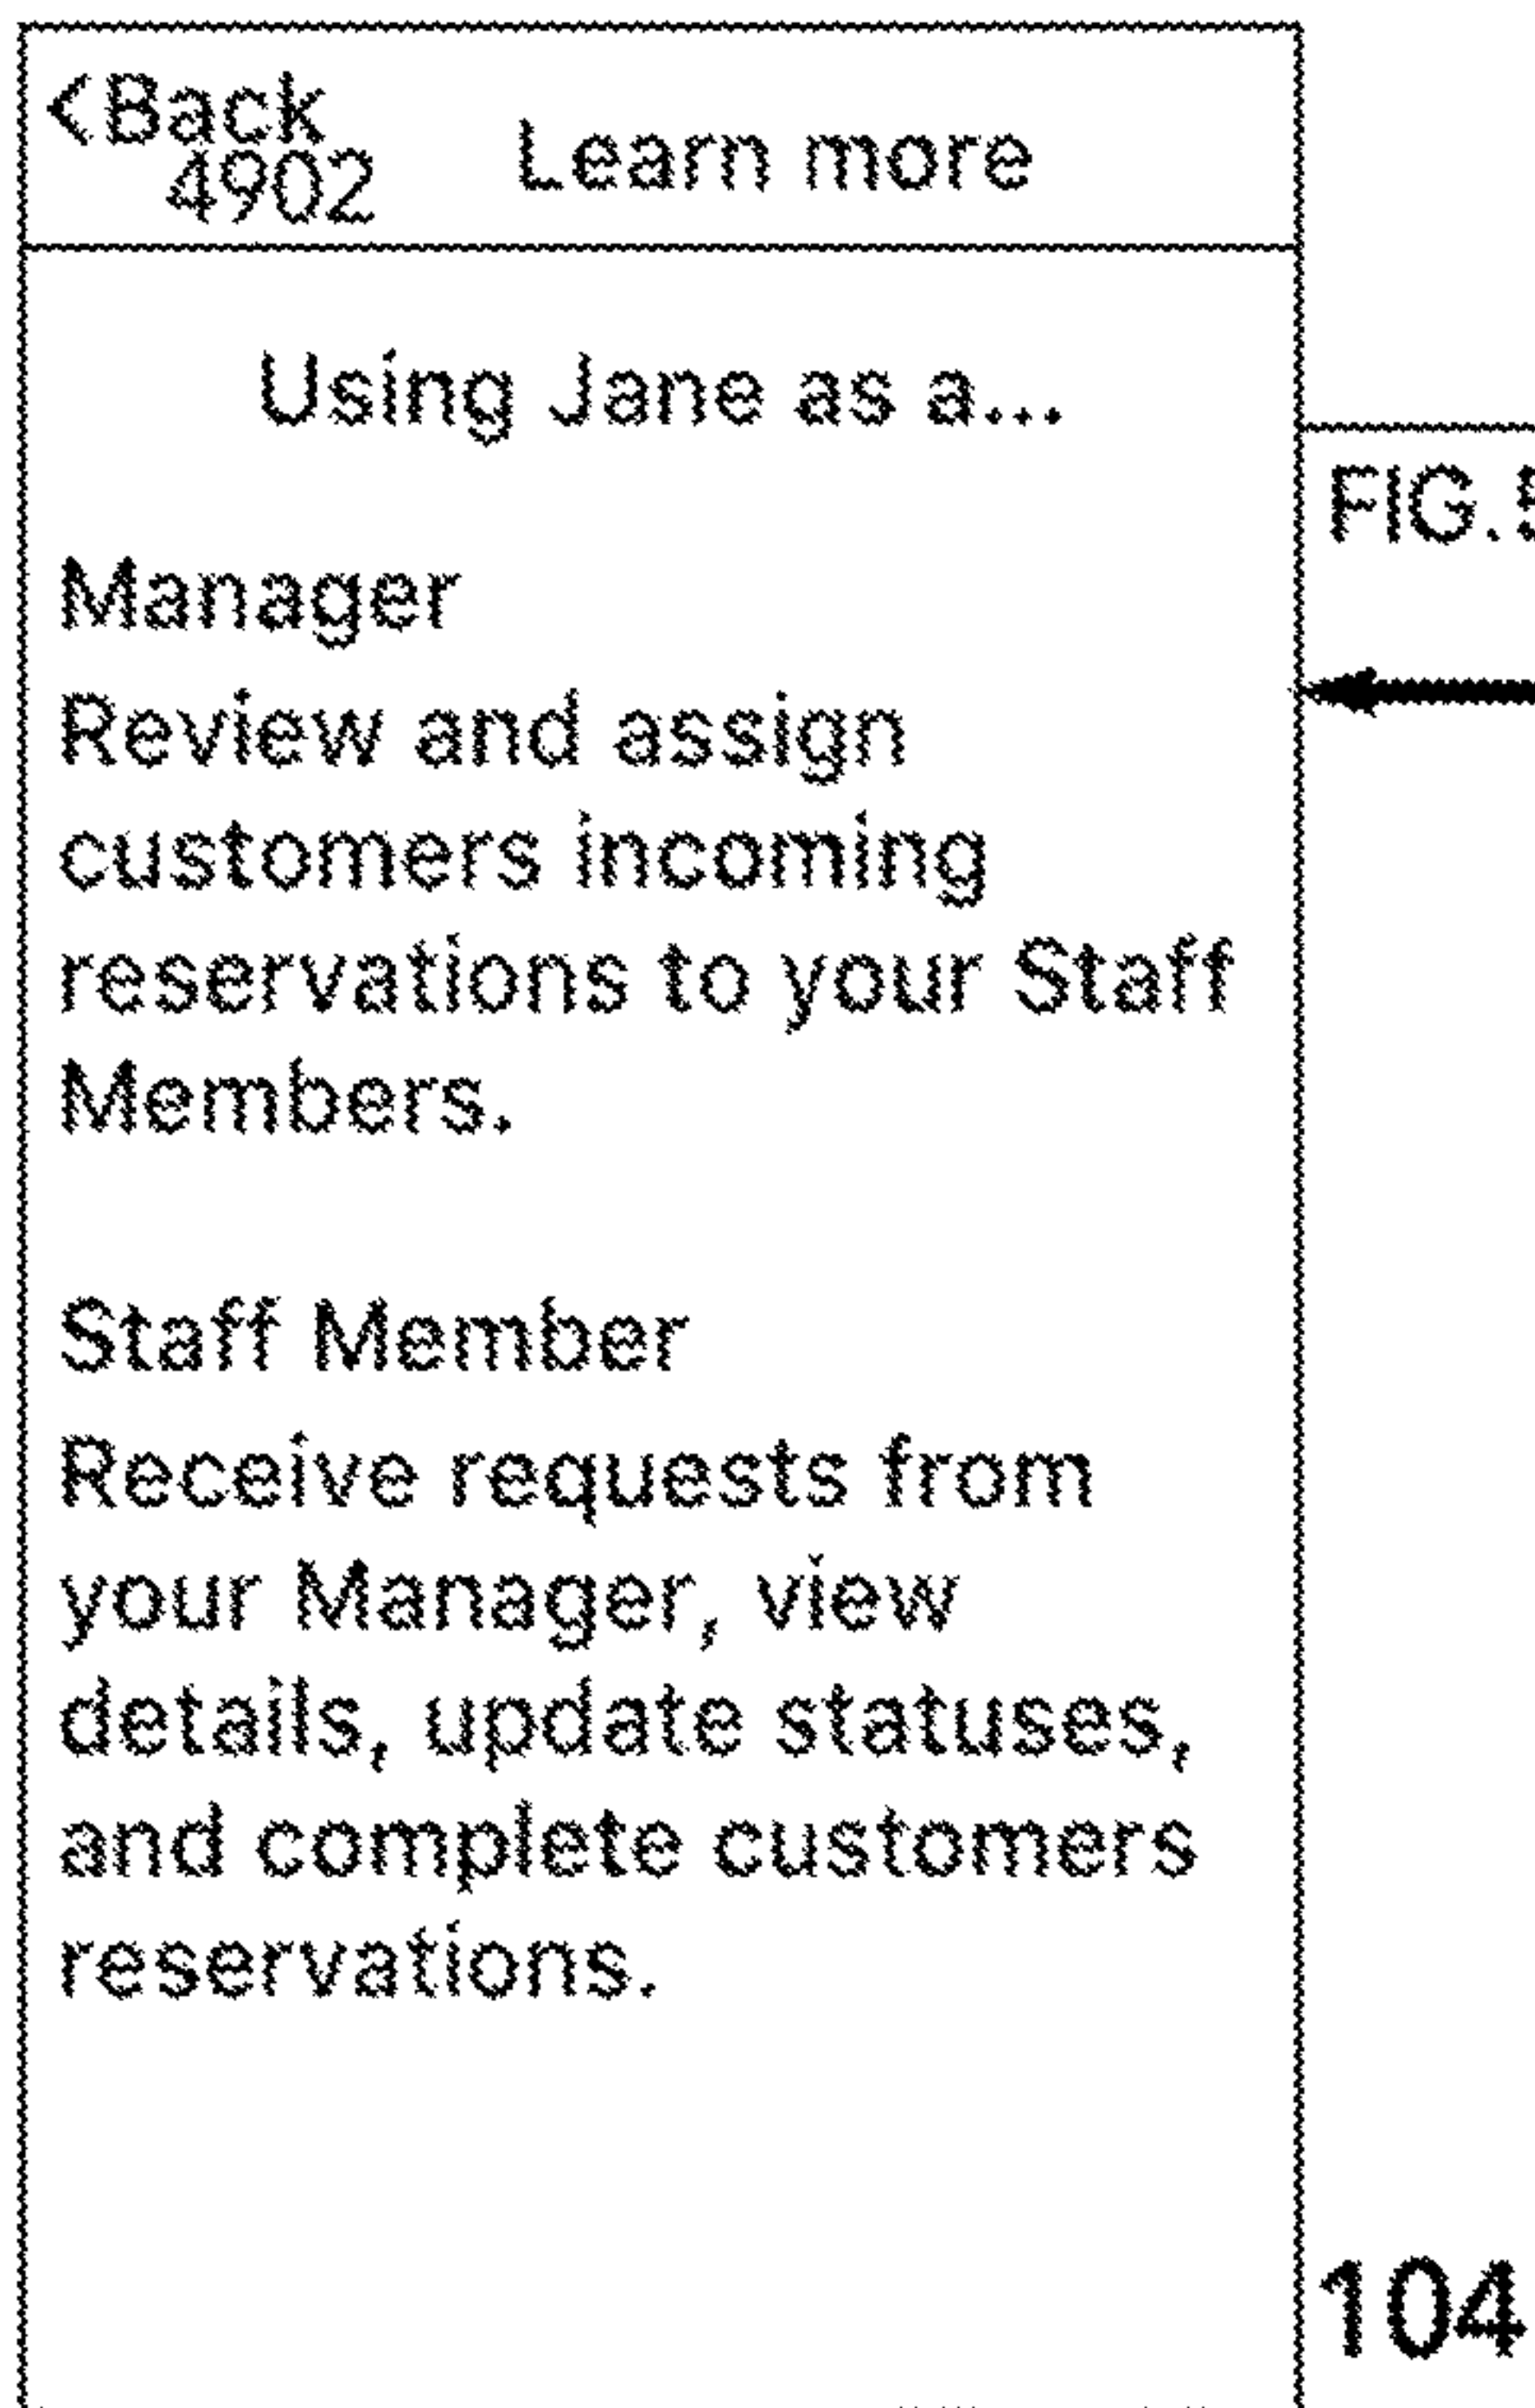 <Back
4902
Learn more
Using Jane as a...
Manager
Review and assign
customers incoming
reservations to your Staff
Members.
Staff Member
Receive requests from
your Manager, view
details, update statuses,
and complete customers
reservations.
FIG.
104